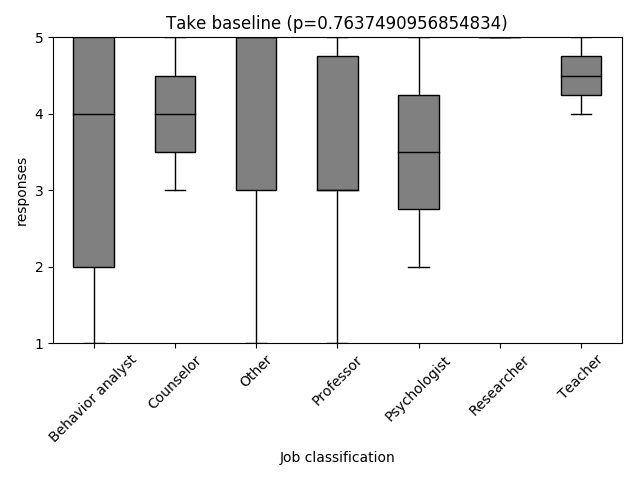 Take baseline (p=0.7637490956854834)
5
4
3
2
1
responses
Behavior analyst
Counselor
Other
Professor
Psychologist
Researcher
Teacher
Job classification